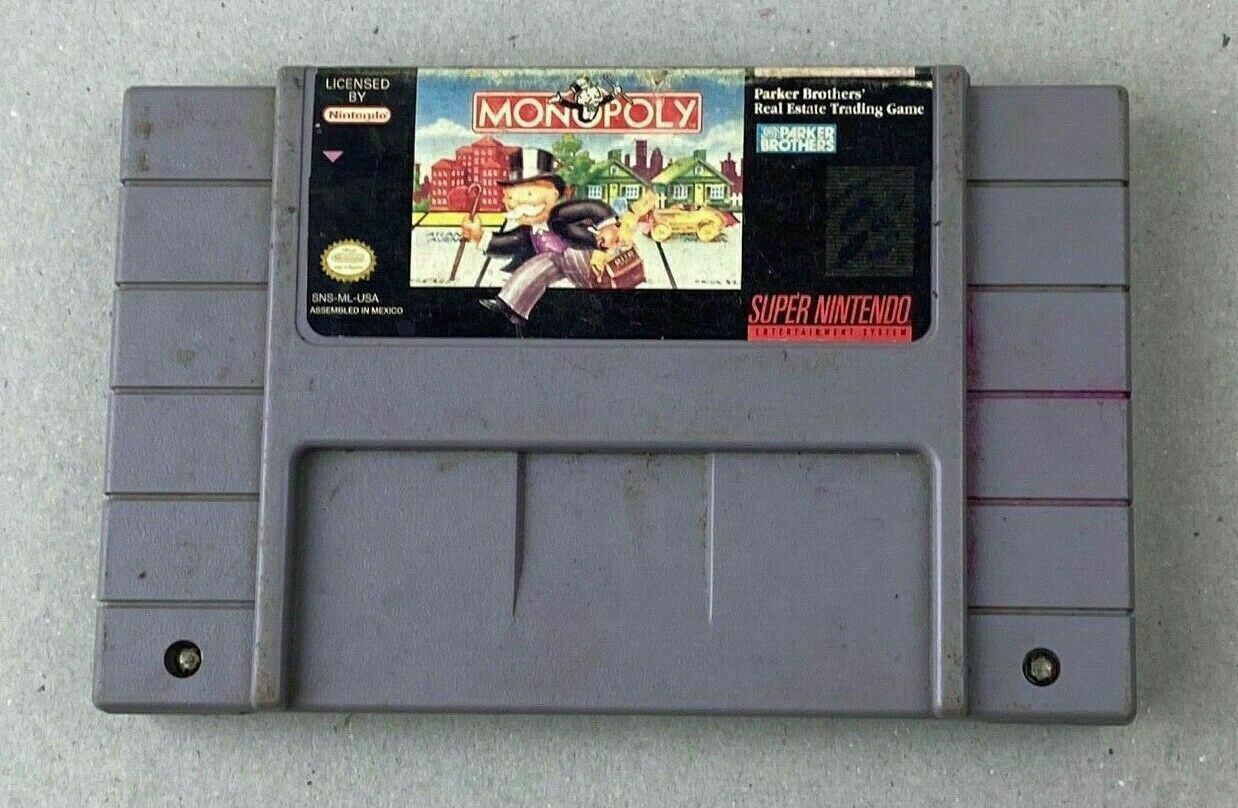 LICENSED
BY
Nintendo
SNS-ML-USA
ASSEMBLED IN MEXICO
MONOPOLY
Parker Brothers'
Real Estate Trading Game
PARKER
BROTHERS
SUPER NINTENDO
ENTERTAINMENT SYSTEM